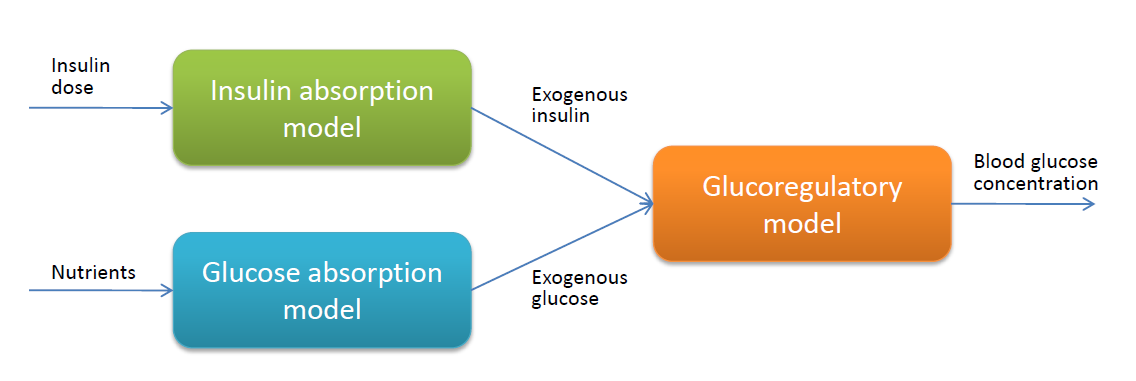 Insulin
dose
Insulin absorption
model
Exogenous
insulin
Glucoregulatory
model
Blood glucose
concentration
Nutrients
Glucose absorption
model
Exogenous
glucose